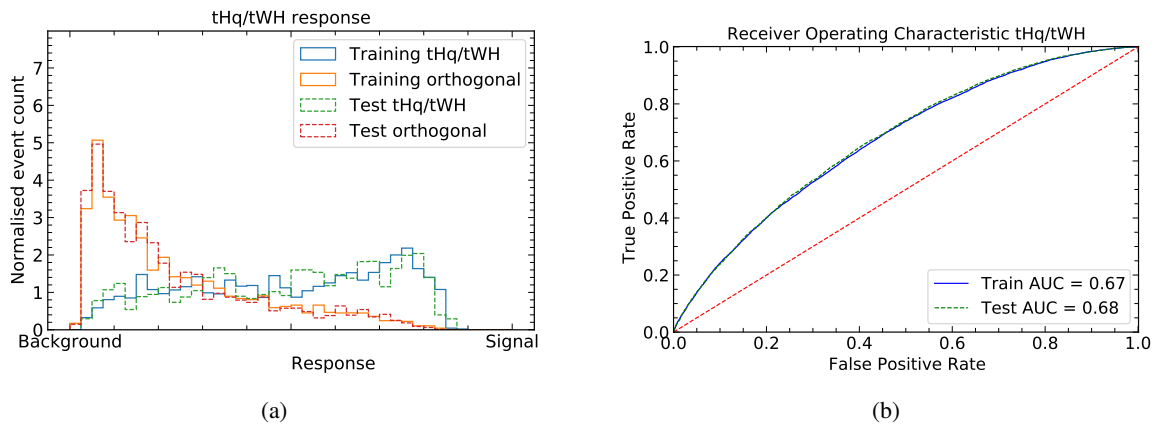 tHq/tWH response
Normalised event count
7
6
5
4
3
2
1
0
Training tHq/tWH
Training orthogonal
Test tHq/tWH
Test orthogonal
Background
Signal
Response
(a)
Receiver Operating Characteristic tHq/tWH
True Positive Rate
1.0
0.8
0.6
0.4
0.2
0.0
Train AUC = 0.67
Test AUC = 0.68
0.0 0.2 0.4 0.6 0.8 1.0
False Positive Rate
(b)